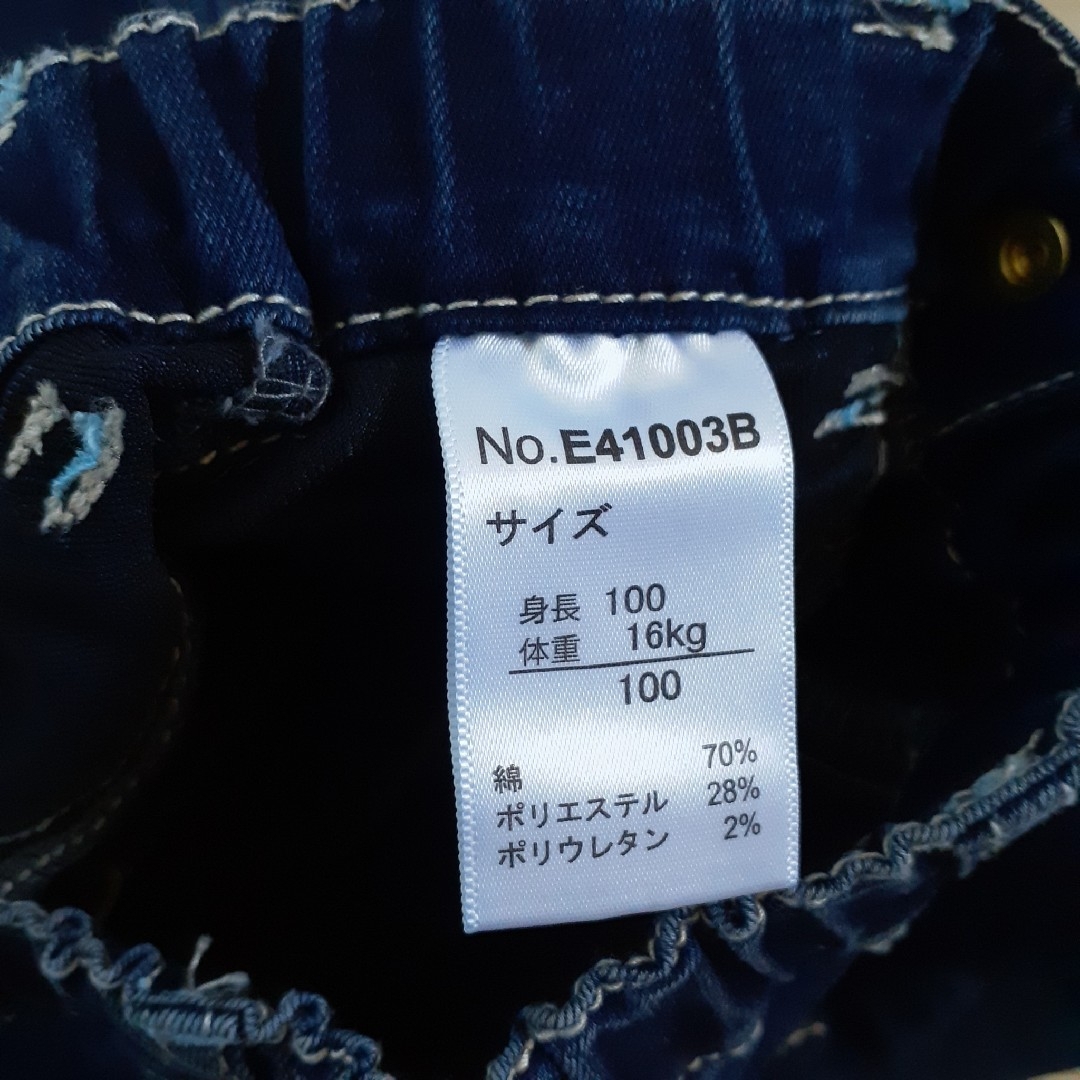 No.E41003B
サイズ
身長 100
体重 16kg
100
綿 70%
ポリエステル 28%
ポリウレタン 2%